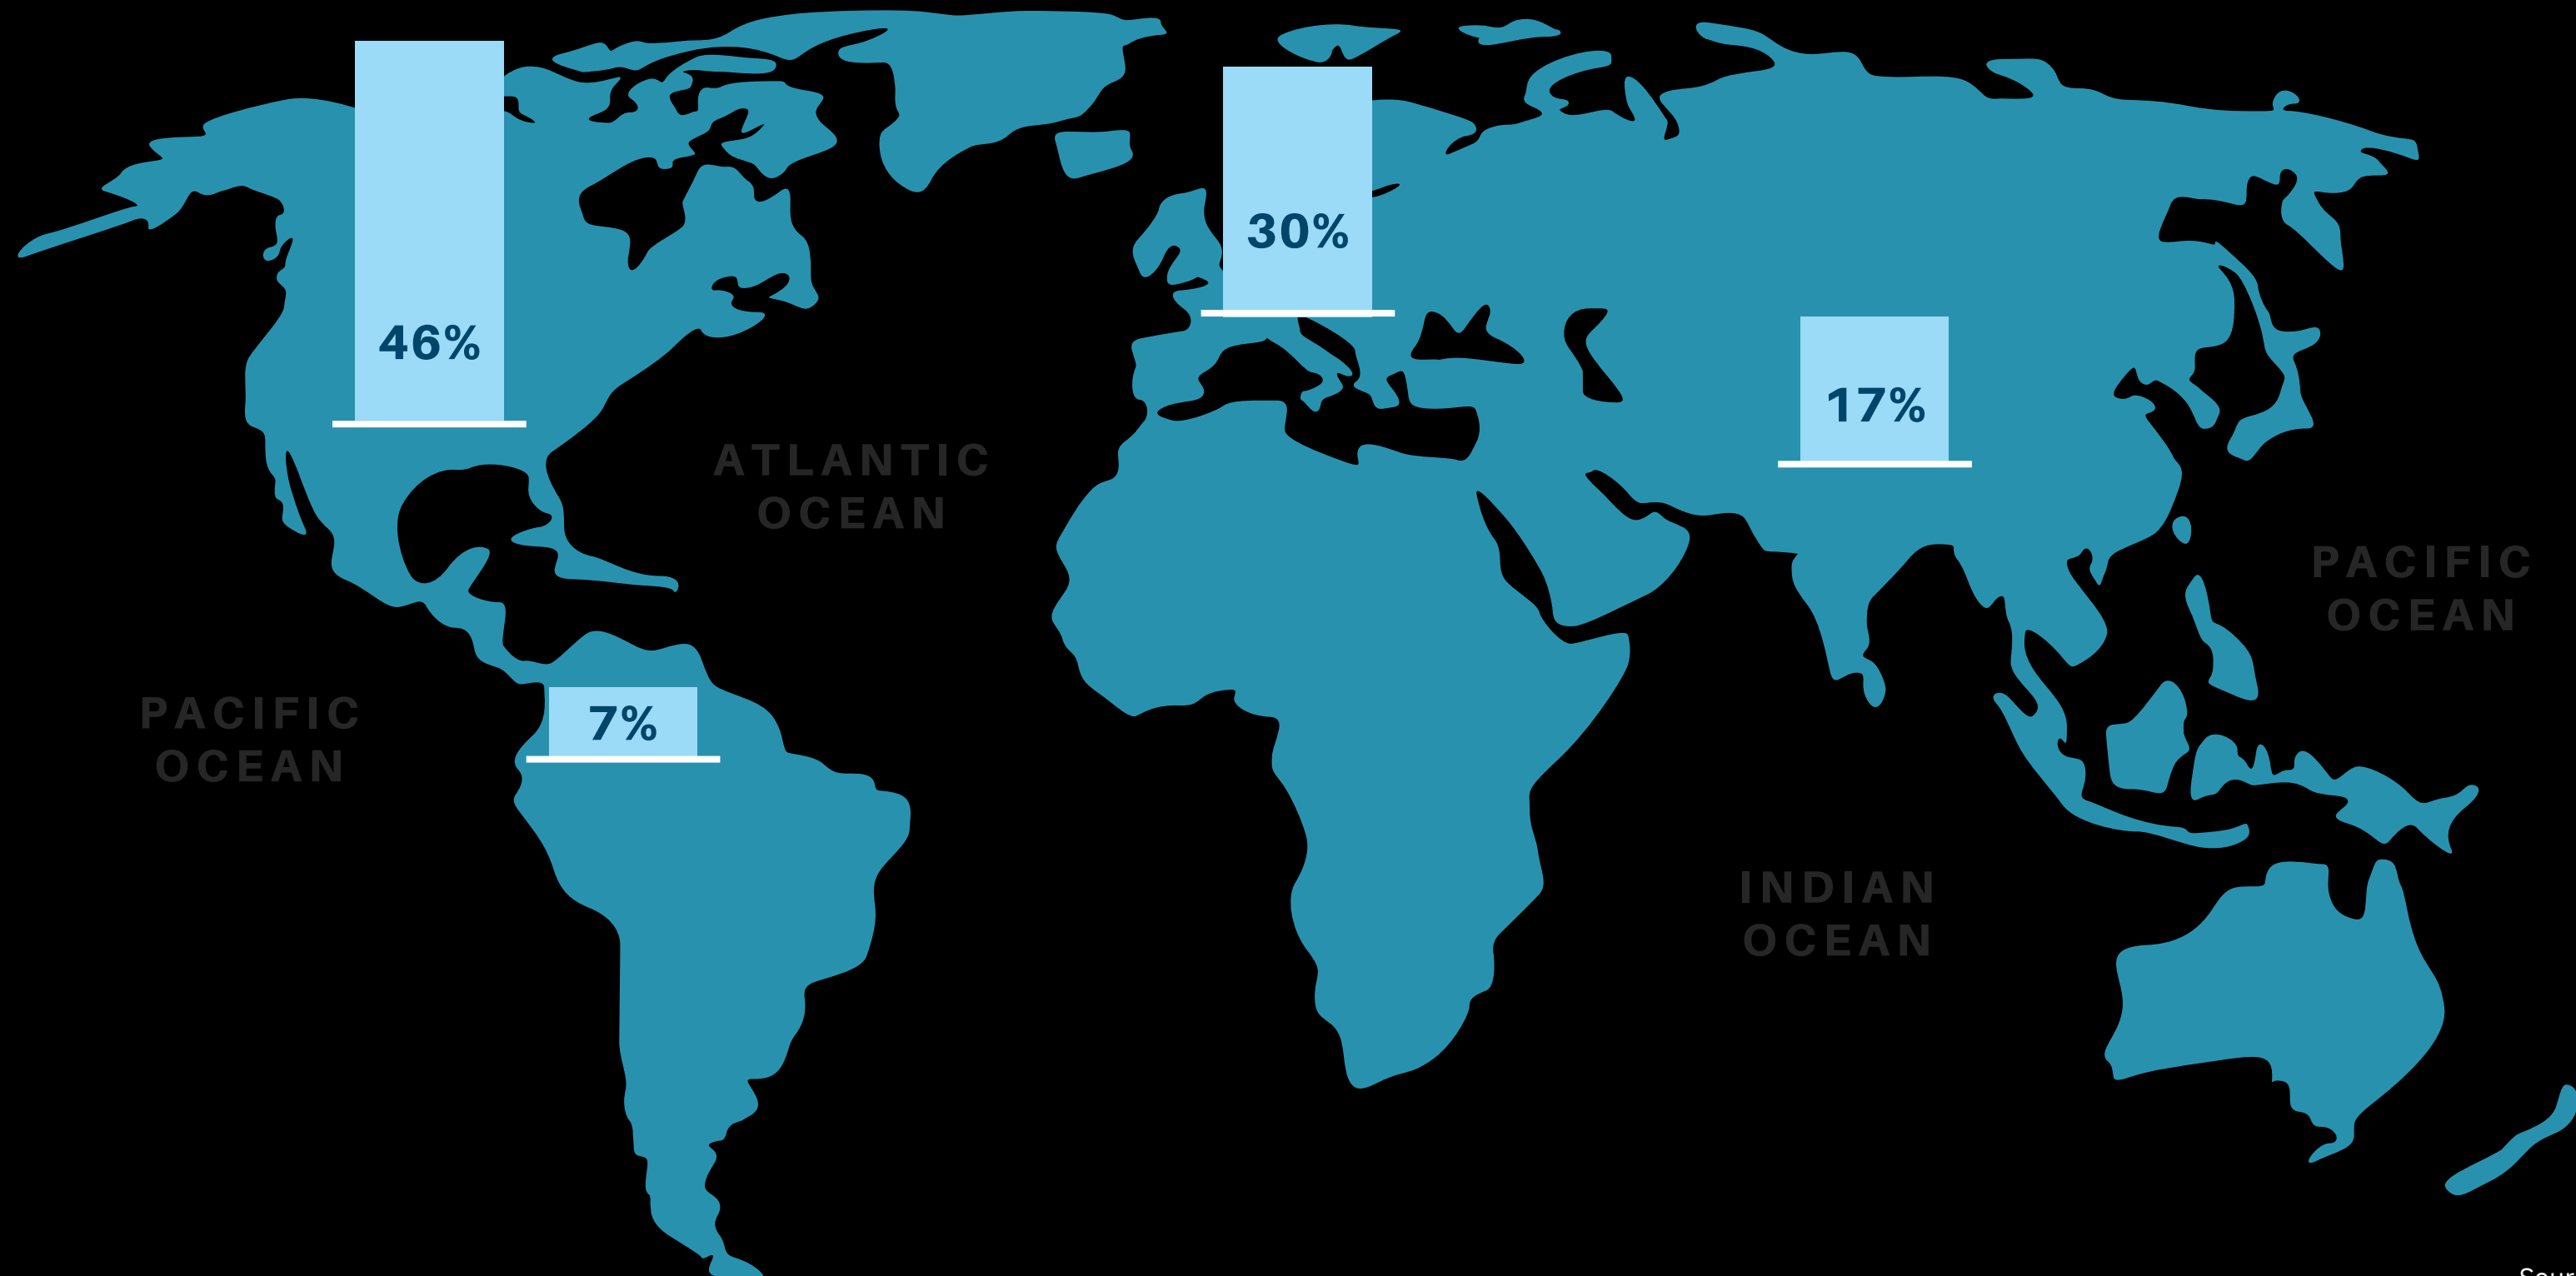 46%
30%
17%
7%
ATLANTIC
OCEAN
PACIFIC
OCEAN
PACIFIC
OCEAN
INDIAN
OCEAN